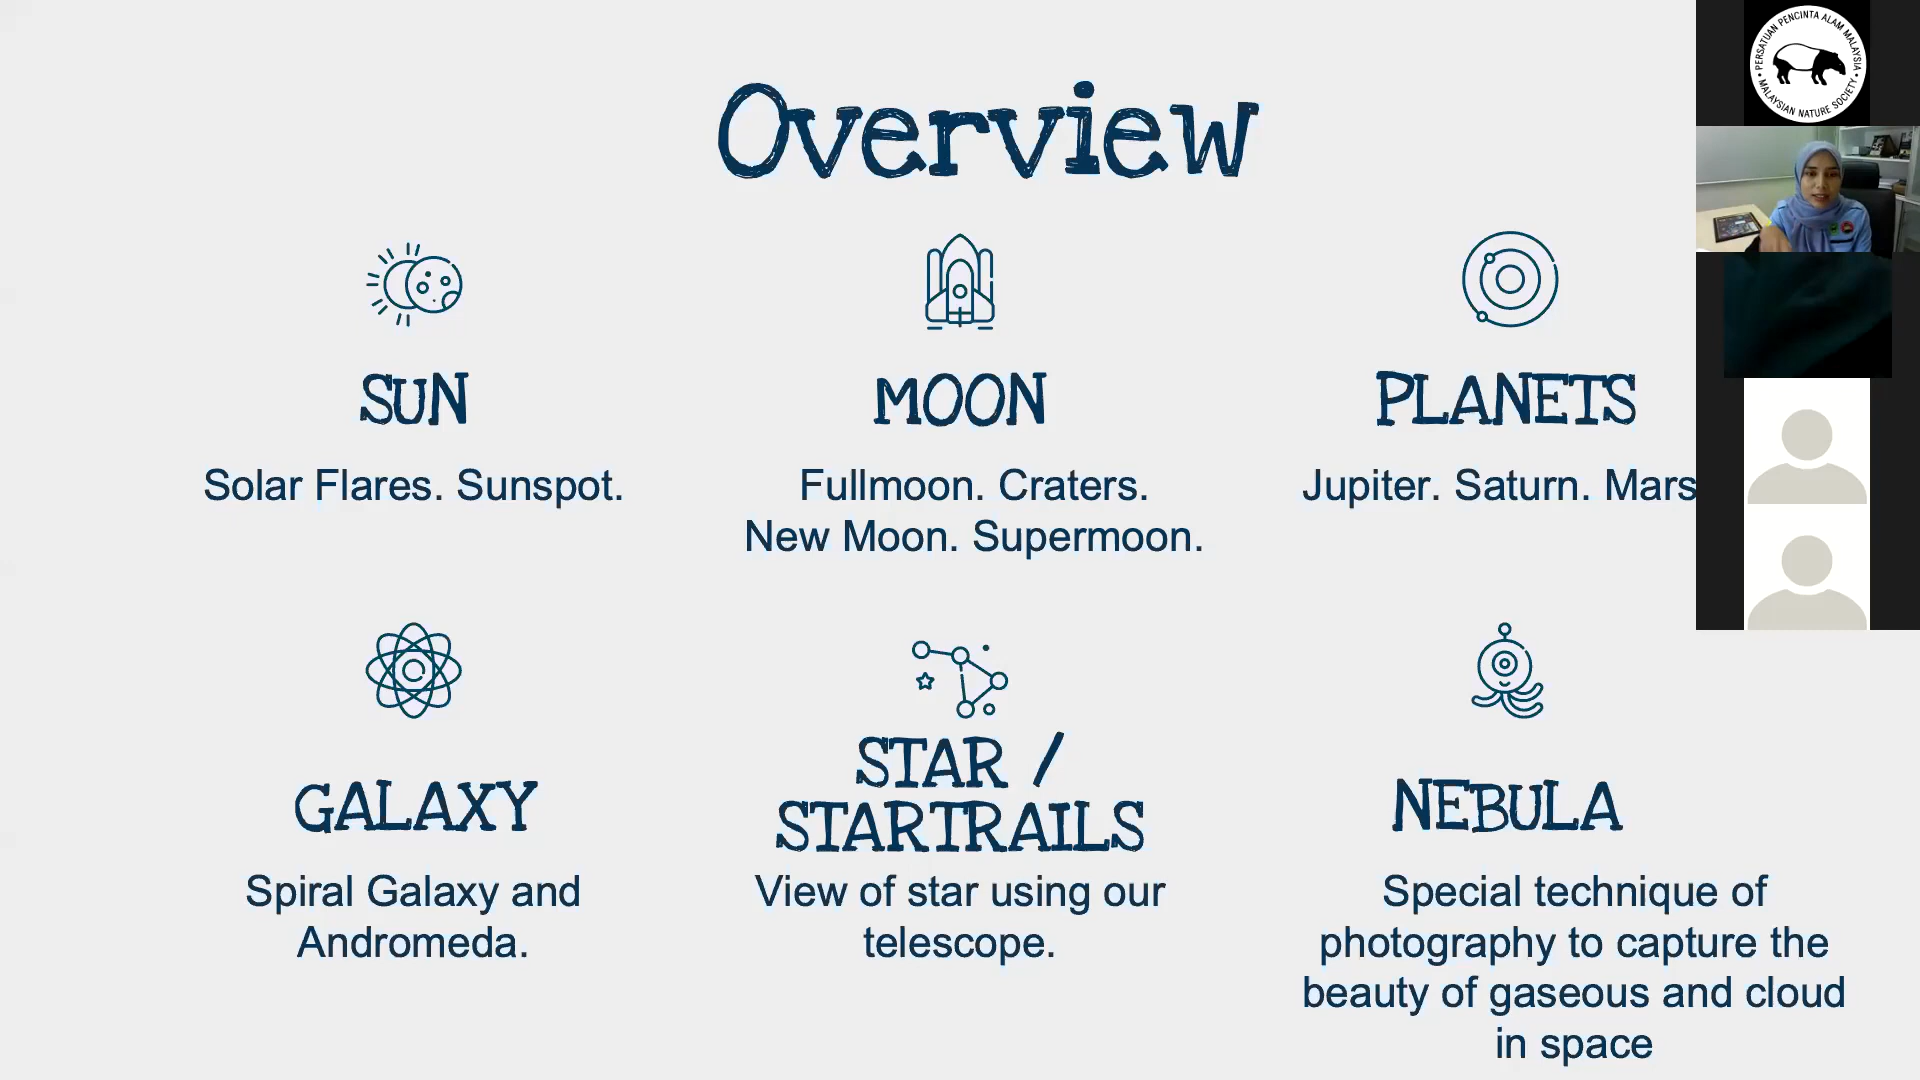 Overview
SUN
Solar Flares. Sunspot.
MOON
Fullmoon. Craters.
New Moon. Supermoon.
PLANETS
Jupiter. Saturn. Mars
GALAXY
Spiral Galaxy and
Andromeda.
STAR /
STARTRAILS
View of star using our
telescope.
NEBULA
Special technique of
photography to capture the
beauty of gaseous and cloud
in space
PERSATUAN PENCINTA ALAM MALAYSIA
• MALAYSIAN NATURE SOCIETY •